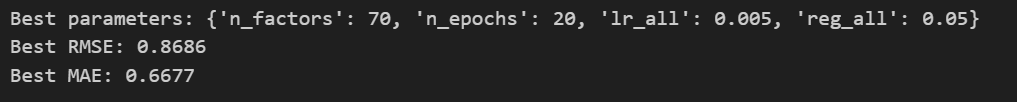 Best parameters: {'n_factors': 70, 'n_epochs': 20, 'lr_all': 0.005, 'reg_all': 0.05}
Best RMSE: 0.8686
Best MAE: 0.6677